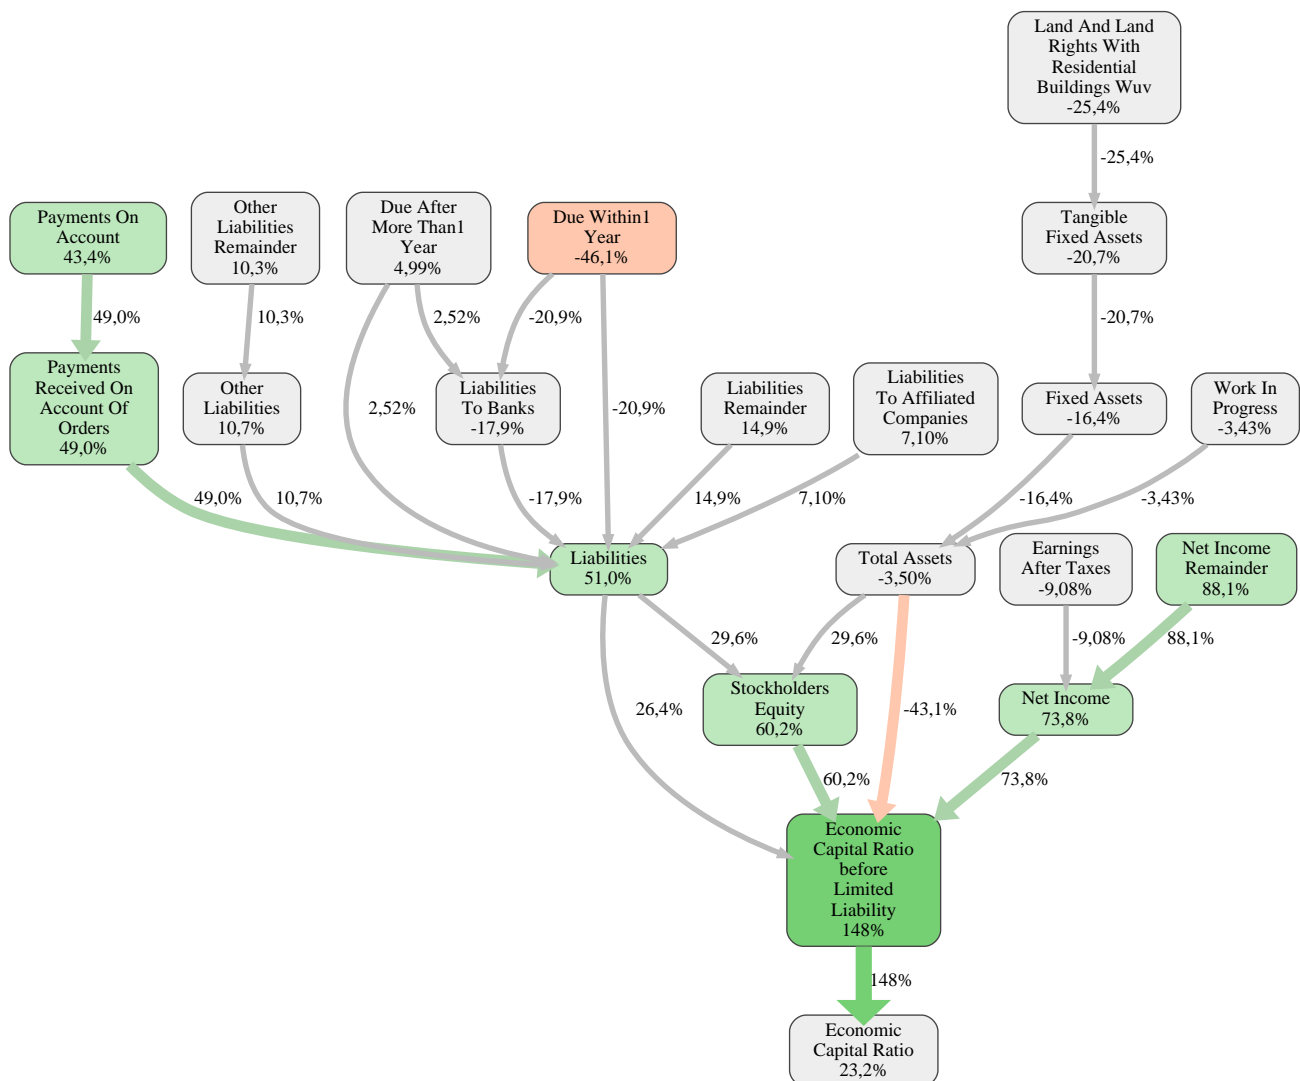 Land And Land
Rights With
Residential
Buildings Wuv
-25,4%
-25,4%
Payments On
Account
43,4%
Other
Liabilities
Remainder
10,3%
Due After
More Than1
Year
4,99%
Due Within1
Year
-46,1%
Tangible
Fixed Assets
-20,7%
49,0%
10,3%
2,52%
-20,9%
-20,7%
Payments
Received On
Account Of
Orders
49,0%
Other
Liabilities
10,7%
2,52%
Liabilities
To Banks
-17,9%
-20,9%
Liabilities
Remainder
14,9%
Liabilities
To Affiliated
Companies
7,10%
Fixed Assets
-16,4%
Work In
Progress
-3,43%
49,0%
10,7%
-17,9%
14,9%
7,10%
-16,4%
-3,43%
Liabilities
51,0%
Total Assets
-3,50%
Earnings
After Taxes
-9,08%
Net Income
Remainder
88,1%
29,6%
29,6%
-9,08%
88,1%
26,4%
Stockholders
Equity
60,2%
-43,1%
Net Income
73,8%
60,2%
73,8%
Economic
Capital Ratio
before
Limited
Liability
148%
148%
Economic
Capital Ratio
23,2%